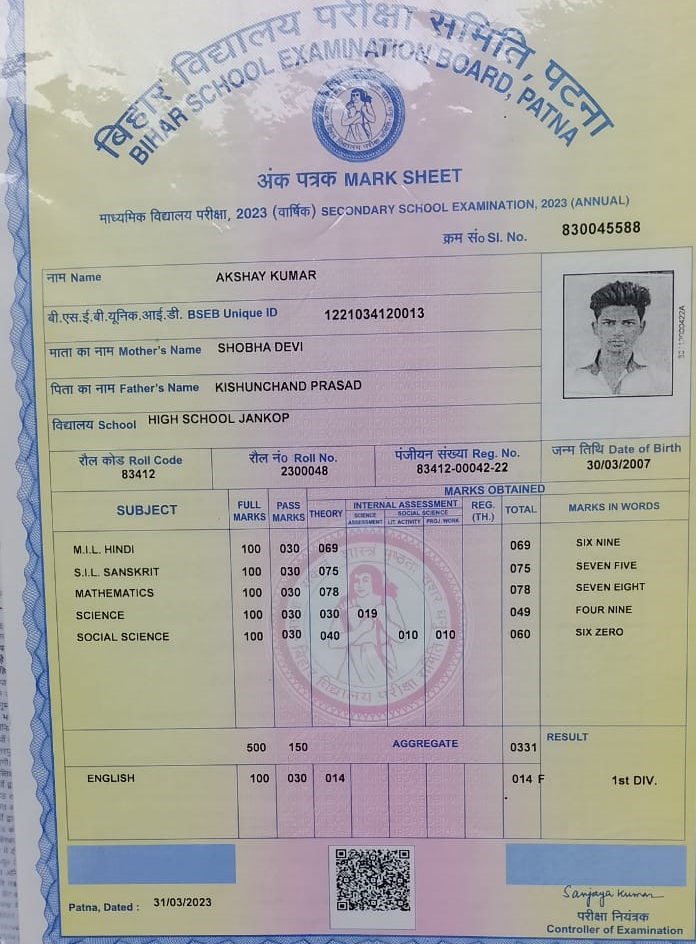 बिहार विद्यालय परीक्षा समिति, पटना
BIHAR SCHOOL EXAMINATION BOARD, PATNA
अंक पत्रक MARK SHEET
माध्यमिक विद्यालय परीक्षा, 2023 (वार्षिक) SECONDARY SCHOOL EXAMINATION, 2023 (ANNUAL)
क्रम सं० Sl. No. 830045588
नाम Name AKSHAY KUMAR
बी.एस.ई.बी.यूनिक.आई.डी. BSEB Unique ID 1221034120013
माता का नाम Mother's Name SHOBHA DEVI
पिता का नाम Father's Name KISHUNCHAND PRASAD
विद्यालय School HIGH SCHOOL JANKOP
रौल कोड Roll Code रौल नं० Roll No. पंजीयन संख्या Reg. No. जन्म तिथि Date of Birth
83412 2300048 83412-00042-22 30/03/2007
MARKS OBTAINED
SUBJECT FULL MARKS PASS MARKS THEORY INTERNAL ASSESSMENT SCIENCE ASSESSMENT SOCIAL SCIENCE LIT. ACTIVITY PROJ. WORK REG. (TH.) TOTAL MARKS IN WORDS
M.I.L. HINDI 100 030 069 069 SIX NINE
S.I.L. SANSKRIT 100 030 075 075 SEVEN FIVE
MATHEMATICS 100 030 078 078 SEVEN EIGHT
SCIENCE 100 030 030 019 049 FOUR NINE
SOCIAL SCIENCE 100 030 040 010 010 060 SIX ZERO
बिहार विद्यालय परीक्षा समिति
500 150 AGGREGATE 0331 RESULT
ENGLISH 100 030 014 014 F 1st DIV.
Patna, Dated : 31/03/2023
Sanjaya Kumar
परीक्षा नियंत्रक
Controller of Examination